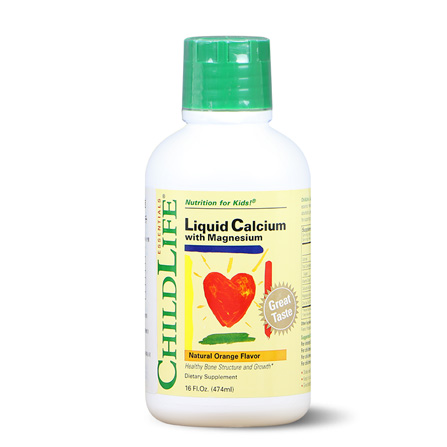 Nutrition for Kids!®
Liquid Calcium
with Magnesium
ESSENTIALS®
CHILDLIFE
Great
Taste
Natural Orange Flavor
Healthy Bone Structure and Growth*
Dietary Supplement
16 Fl.Oz. (474ml)